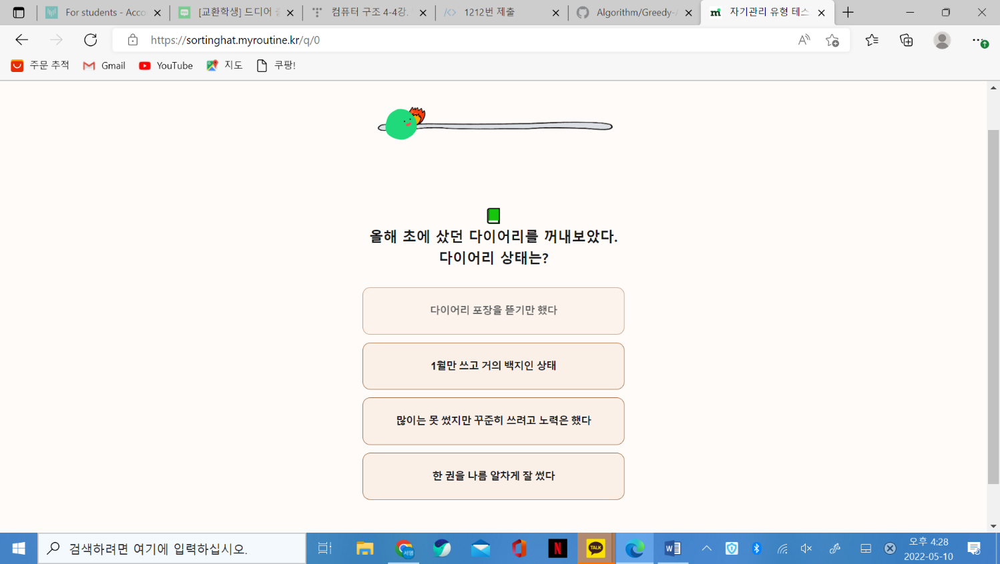 For students - Acco
[교환학생] 드디어 
컴퓨터 구조 4-4강.
1212번 제출
Algorithm/Greedy-
자기관리 유형 테스
https://sortinghat.myroutine.kr/q/0
주문 추적
Gmail
YouTube
지도
쿠팡!
올해 초에 샀던 다이어리를 꺼내보았다.
다이어리 상태는?
다이어리 포장을 뜯기만 했다
1월만 쓰고 거의 백지인 상태
많이는 못 썼지만 꾸준히 쓰려고 노력은 했다
한 권을 나름 알차게 잘 썼다
검색하려면 여기에 입력하십시오.
서영
N
TALK
오후 4:28
2022-05-10